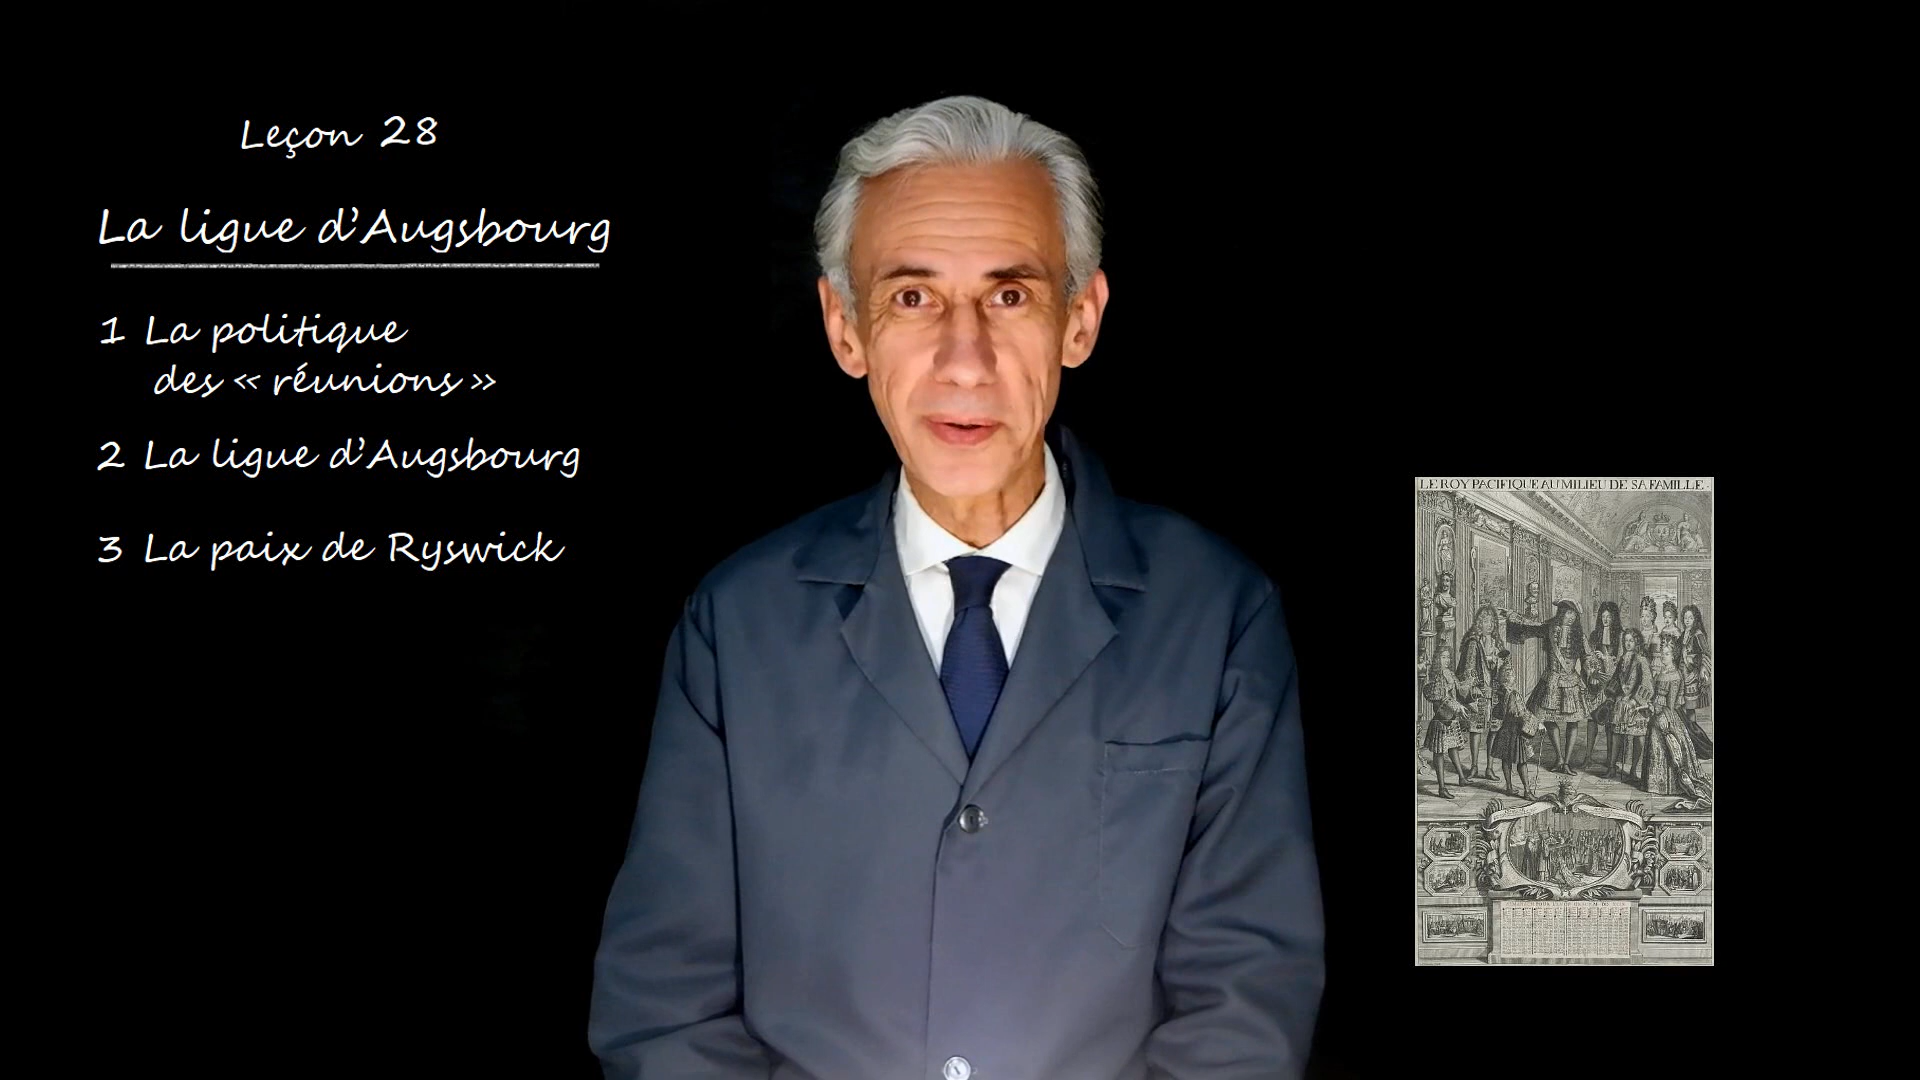 Leçon 28
La ligue d'Augsbourg
1 La politique
des « réunions »
2 La ligue d'Augsbourg
3 La paix de Ryswick
LE ROY PACIFIQUE AU MILIEU DE SA FAMILLE